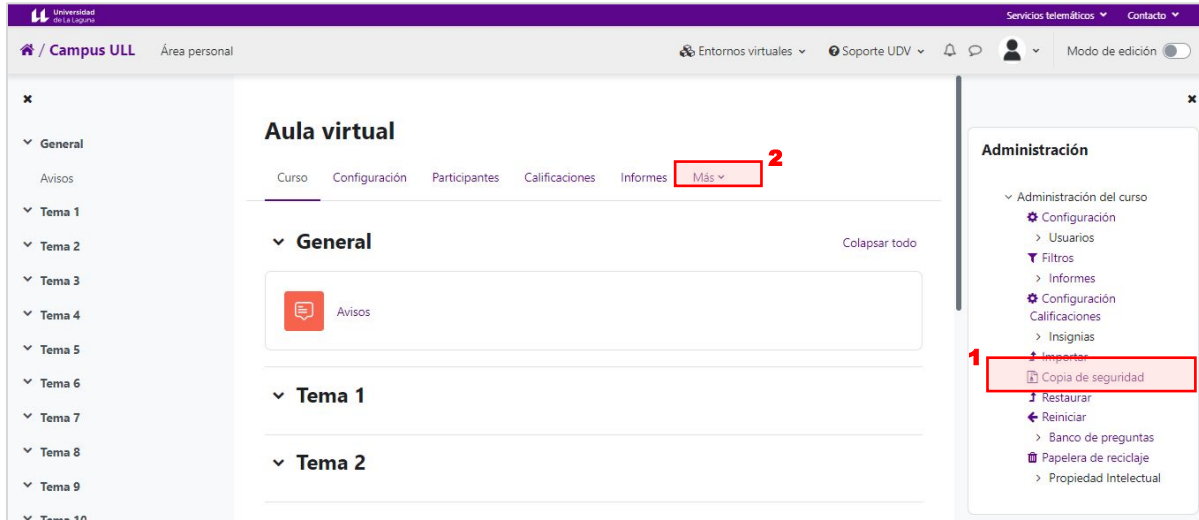 Universidad
de La Laguna
Servicios telemáticos
Contacto
/ Campus ULL
Área personal
Entornos virtuales
Soporte UDV
Modo de edición
General
Avisos
Tema 1
Tema 2
Tema 3
Tema 4
Tema 5
Tema 6
Tema 7
Tema 8
Tema 9
Tema 10
Aula virtual
Curso
Configuración
Participantes
Calificaciones
Informes
Más
2
General
Colapsar todo
Avisos
Tema 1
Tema 2
Administración
Administración del curso
Configuración
Usuarios
Filtros
Informes
Configuración
Calificaciones
Insignias
1
Importar
Copia de seguridad
Restaurar
Reiniciar
Banco de preguntas
Papelera de reciclaje
Propiedad Intelectual